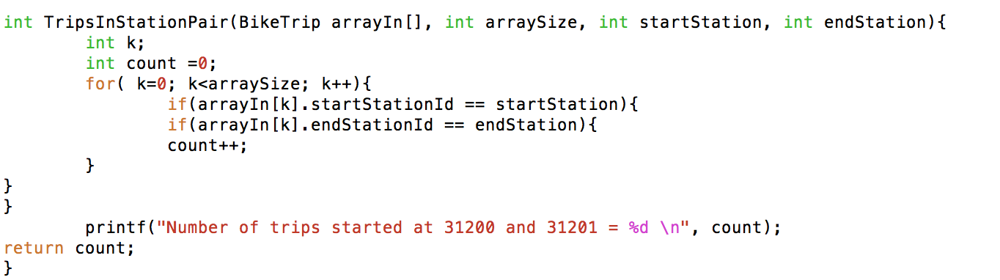 int TripsInStationPair(BikeTrip arrayIn[], int arraySize, int startStation, int endStation){
        int k;
        int count =0;
        for( k=0; k<arraySize; k++){
                if(arrayIn[k].startStationId == startStation){
                if(arrayIn[k].endStationId == endStation){
                count++;
        }
}
}
        printf("Number of trips started at 31200 and 31201 = %d \n", count);
return count;
}